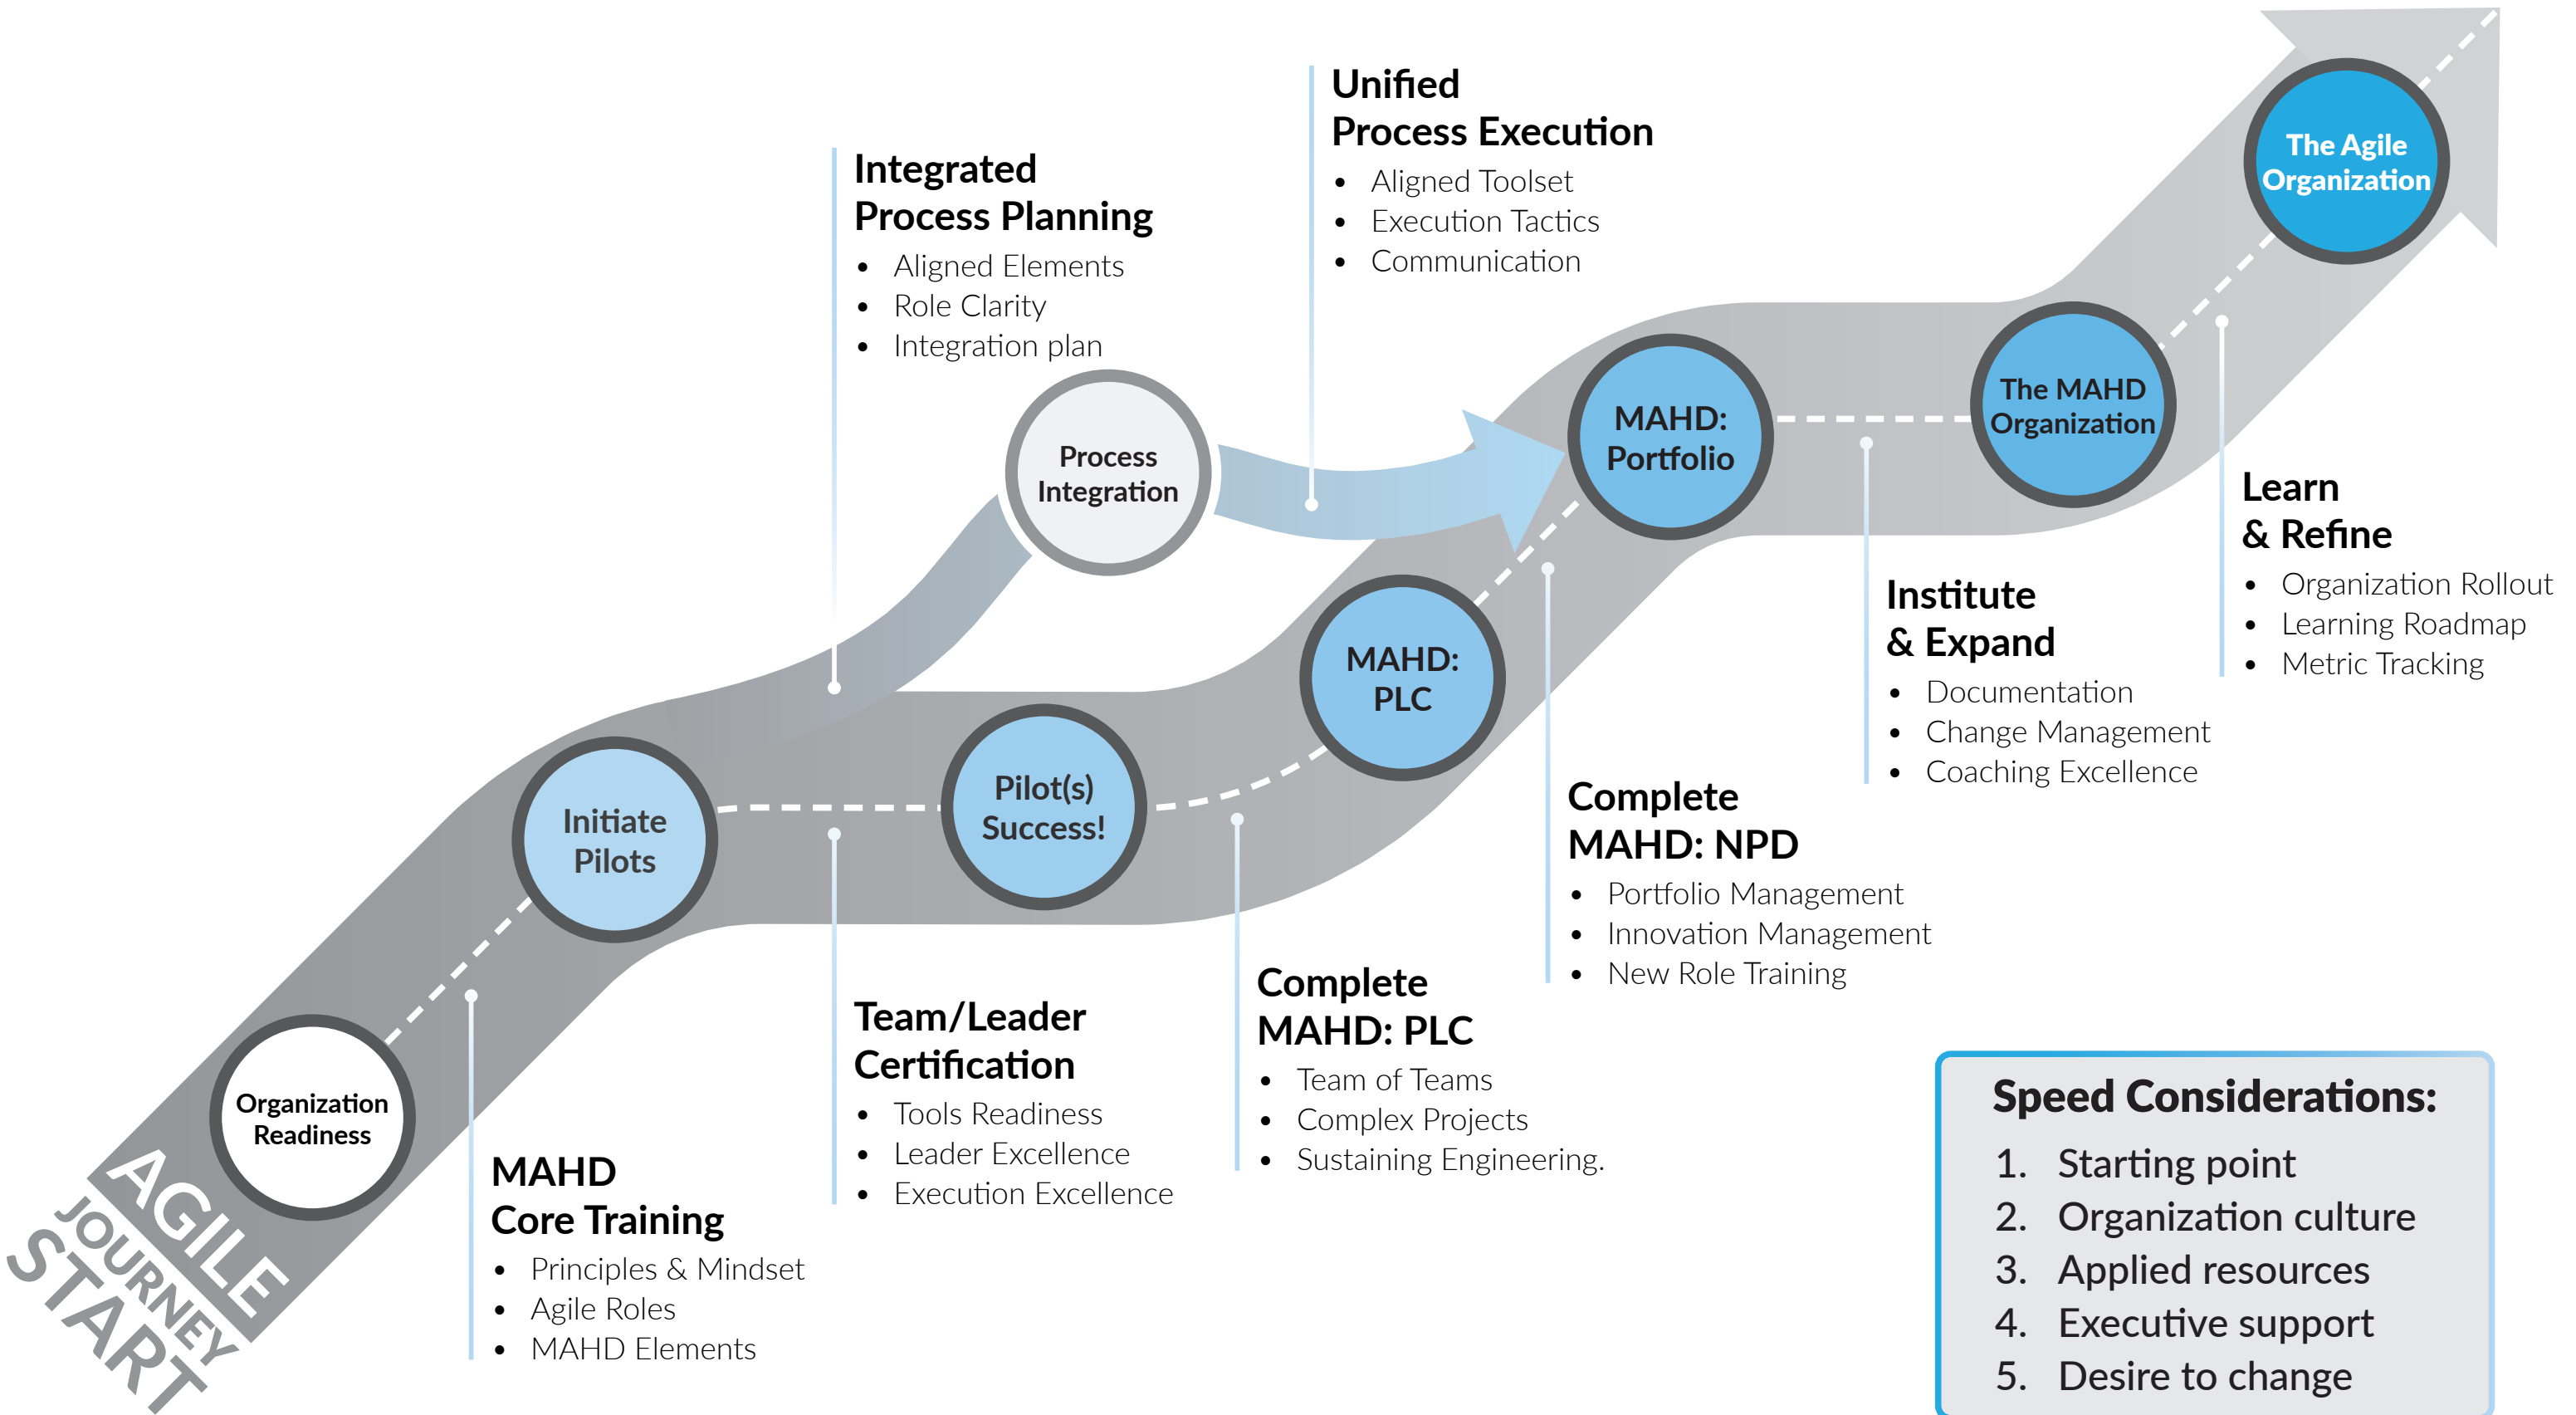 Unified
Process Execution
• Aligned Toolset
• Execution Tactics
• Communication
Integrated
Process Planning
• Aligned Elements
• Role Clarity
• Integration plan
The Agile
Organization
The MAHD
Organization
MAHD:
Portfolio
Process
Integration
Learn
& Refine
• Organization Rollout
• Learning Roadmap
• Metric Tracking
Institute
& Expand
• Documentation
• Change Management
• Coaching Excellence
MAHD:
PLC
Pilot(s)
Success!
Initiate
Pilots
Complete
MAHD: NPD
• Portfolio Management
• Innovation Management
• New Role Training
Complete
MAHD: PLC
• Team of Teams
• Complex Projects
• Sustaining Engineering.
Team/Leader
Certification
• Tools Readiness
• Leader Excellence
• Execution Excellence
Organization
Readiness
MAHD
Core Training
• Principles & Mindset
• Agile Roles
• MAHD Elements
AGILE
JOURNEY
START
Speed Considerations:
1. Starting point
2. Organization culture
3. Applied resources
4. Executive support
5. Desire to change